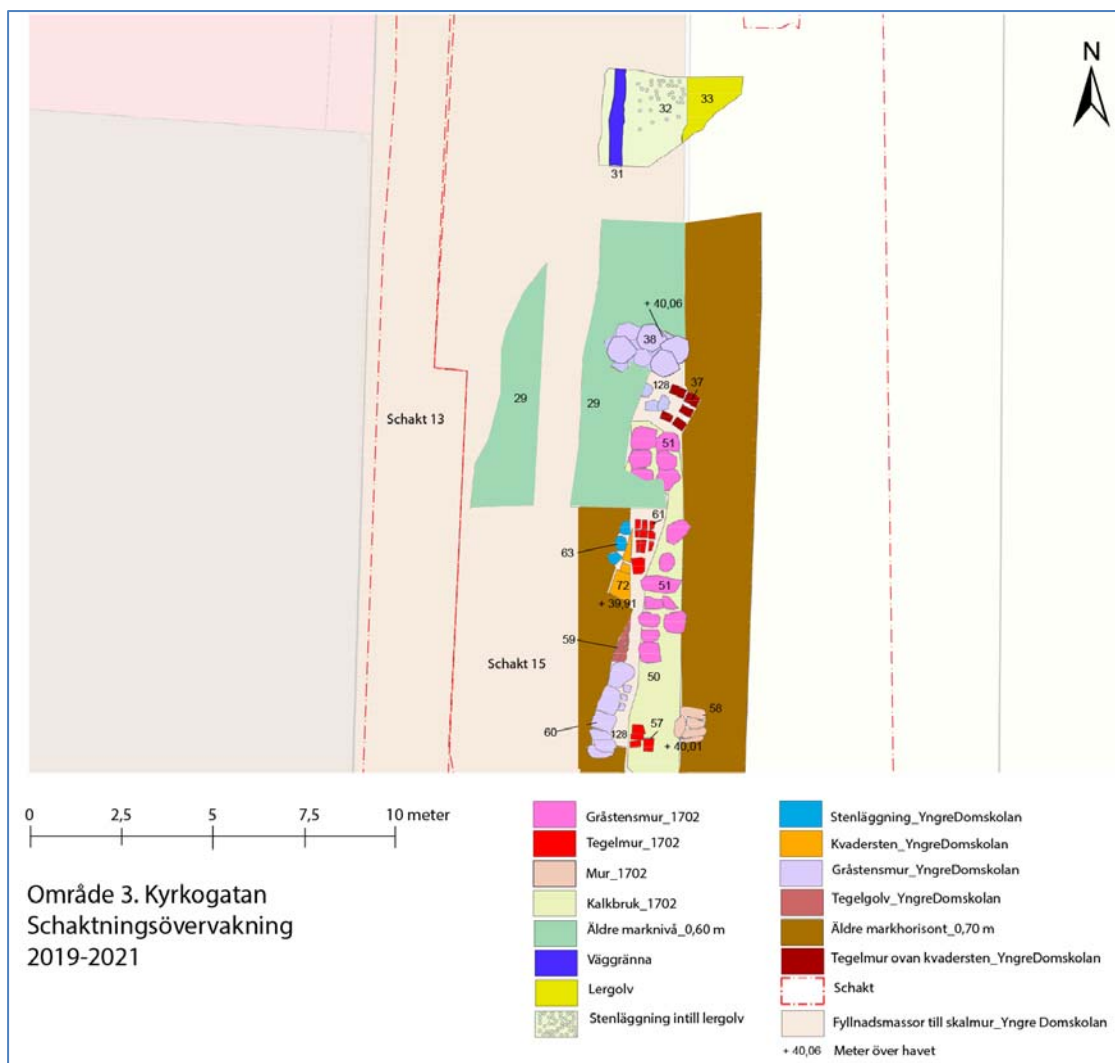 N
33
32
31
+ 40,06
38
29
29
128
37
Schakt 13
51
61
63
51
72
+ 39,91
59
Schakt 15
50
58
57
60
128
+ 40,01
0 2,5 5 7,5 10 meter
Område 3. Kyrkogatan
Schaktningsövervakning
2019-2021
Gråstensmur_1702
Tegelmur_1702
Mur_1702
Kalkbruk_1702
Äldre marknivå_0,60 m
Väggränna
Lergolv
Stenläggning intill lergolv
Stenläggning_YngreDomskolan
Kvadersten_YngreDomskolan
Gråstensmur_YngreDomskolan
Tegelgolv_YngreDomskolan
Äldre markhorisont_0,70 m
Tegelmur ovan kvadersten_YngreDomskolan
Schakt
Fyllnadsmassor till skalmur_Yngre Domskolan
+ 40,06 Meter över havet